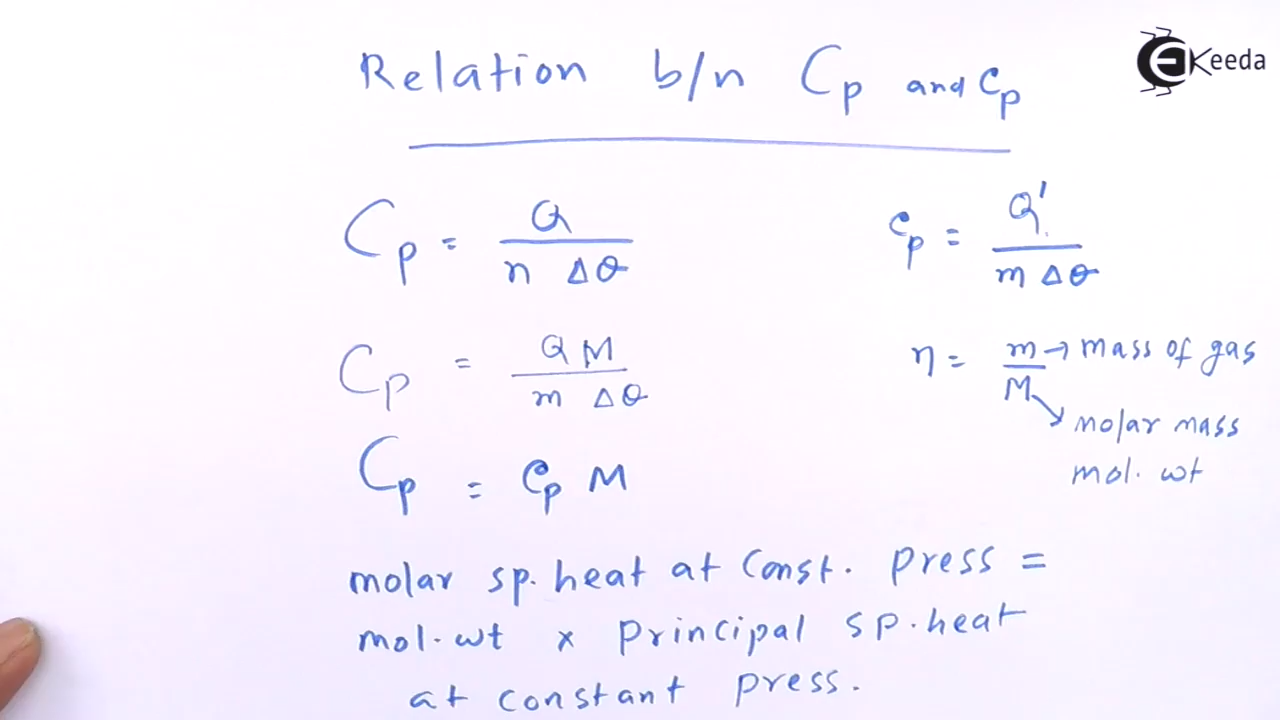 Relation b/n Cp and cp
EKeeda
Cp = Q / n Δθ
cp = Q' / m Δθ
Cp = Q M / m Δθ
η = m → mass of gas / M ↘ molar mass
mol. wt
Cp = cp M
molar sp. heat at const. press =
mol. wt x principal sp. heat
at constant press.